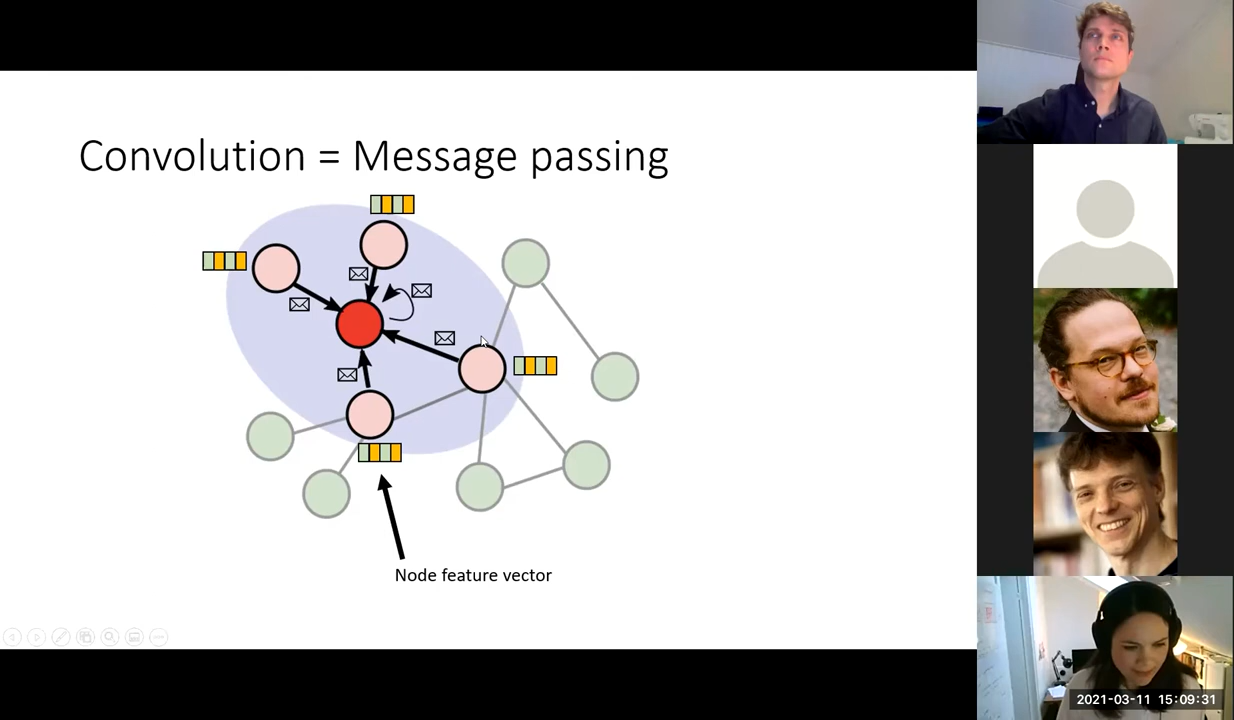 Convolution = Message passing
Node feature vector
2021-03-11 15:09:31